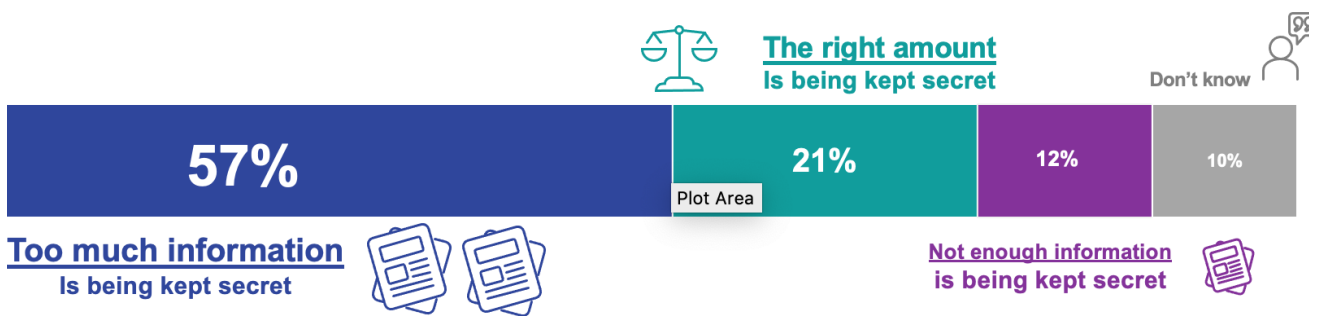 The right amount
Is being kept secret
Don't know
57%
21%
12%
10%
Plot Area
Too much information
Is being kept secret
Not enough information
is being kept secret